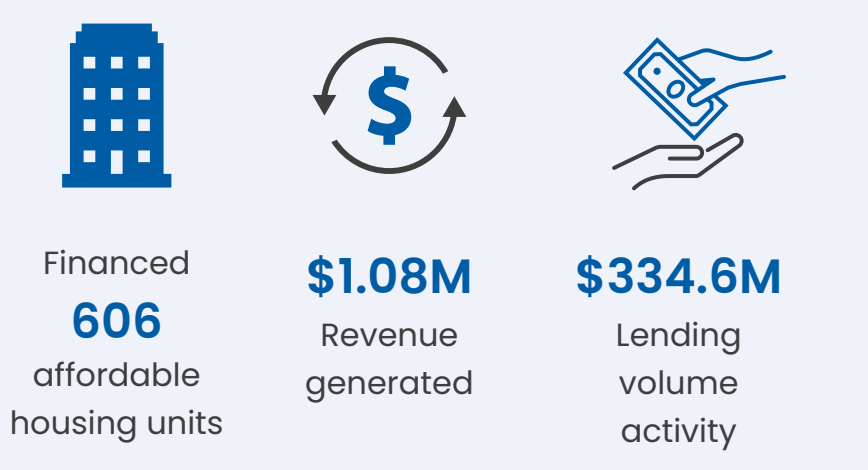 Financed
606
affordable
housing units
$1.08M
Revenue
generated
$334.6M
Lending
volume
activity